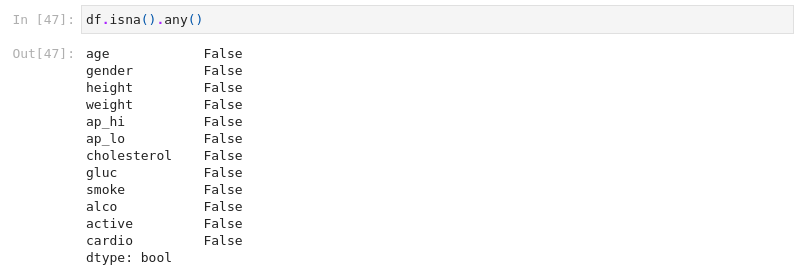 In [47]: df.isna().any()
Out[47]: age            False
gender         False
height         False
weight         False
ap_hi          False
ap_lo          False
cholesterol    False
gluc           False
smoke          False
alco           False
active         False
cardio         False
dtype: bool